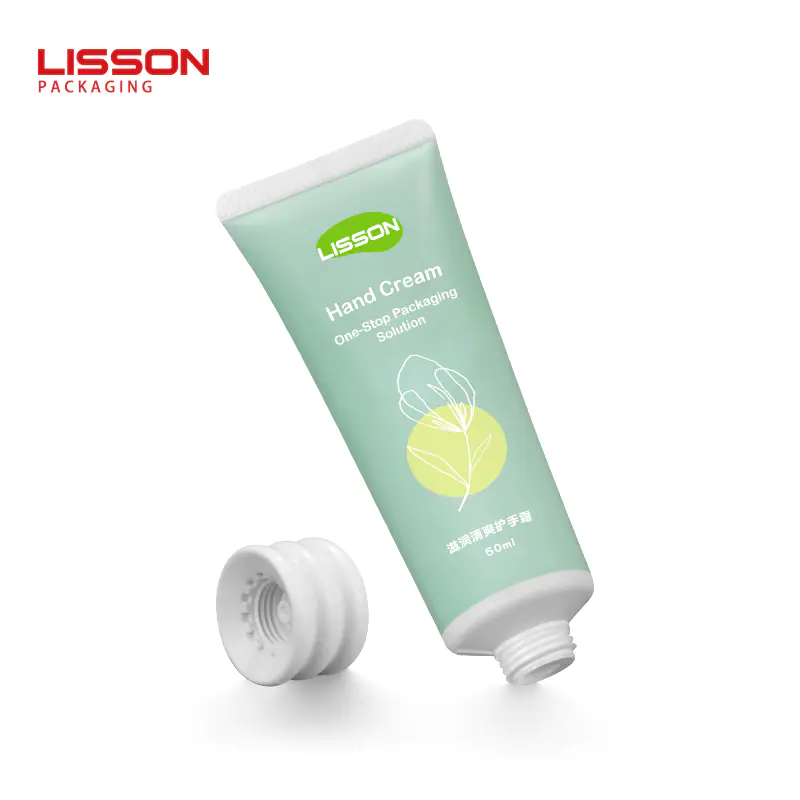 LISSON
PACKAGING
LISSON
Hand Cream
One-Stop Packaging
Solution
滋润清爽护手霜
50ml